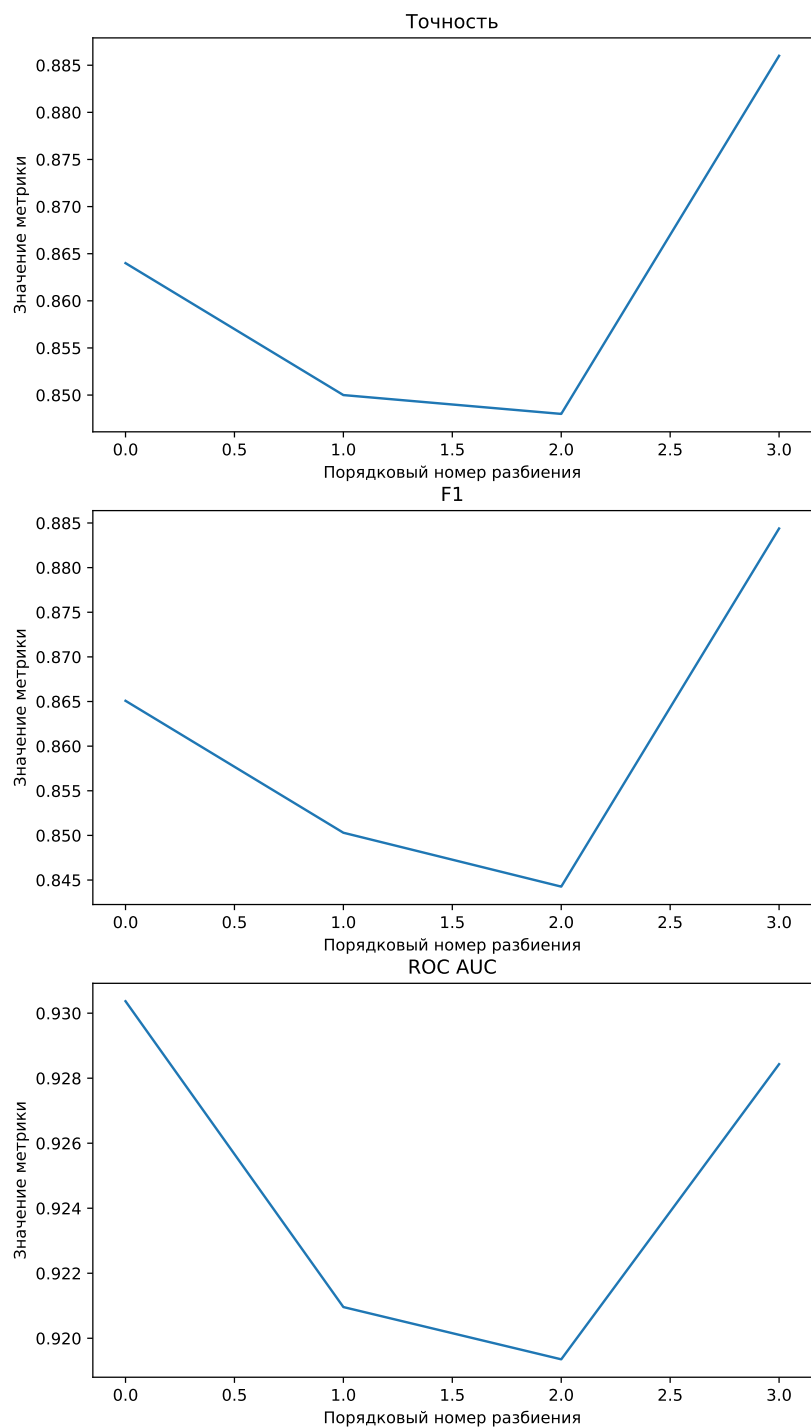 Точность
0.885
0.880
0.875
0.870
0.865
0.860
0.855
0.850
Значение метрики
0.0 0.5 1.0 1.5 2.0 2.5 3.0
Порядковый номер разбиения
F1
0.885
0.880
0.875
0.870
0.865
0.860
0.855
0.850
0.845
Значение метрики
0.0 0.5 1.0 1.5 2.0 2.5 3.0
Порядковый номер разбиения
ROC AUC
0.930
0.928
0.926
0.924
0.922
0.920
Значение метрики
0.0 0.5 1.0 1.5 2.0 2.5 3.0
Порядковый номер разбиения